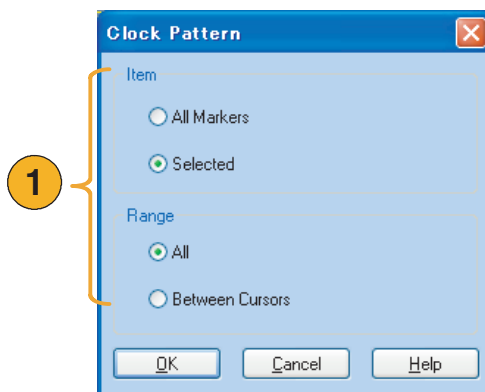 Clock Pattern
Item
All Markers
Selected
1
Range
All
Between Cursors
OK Cancel Help